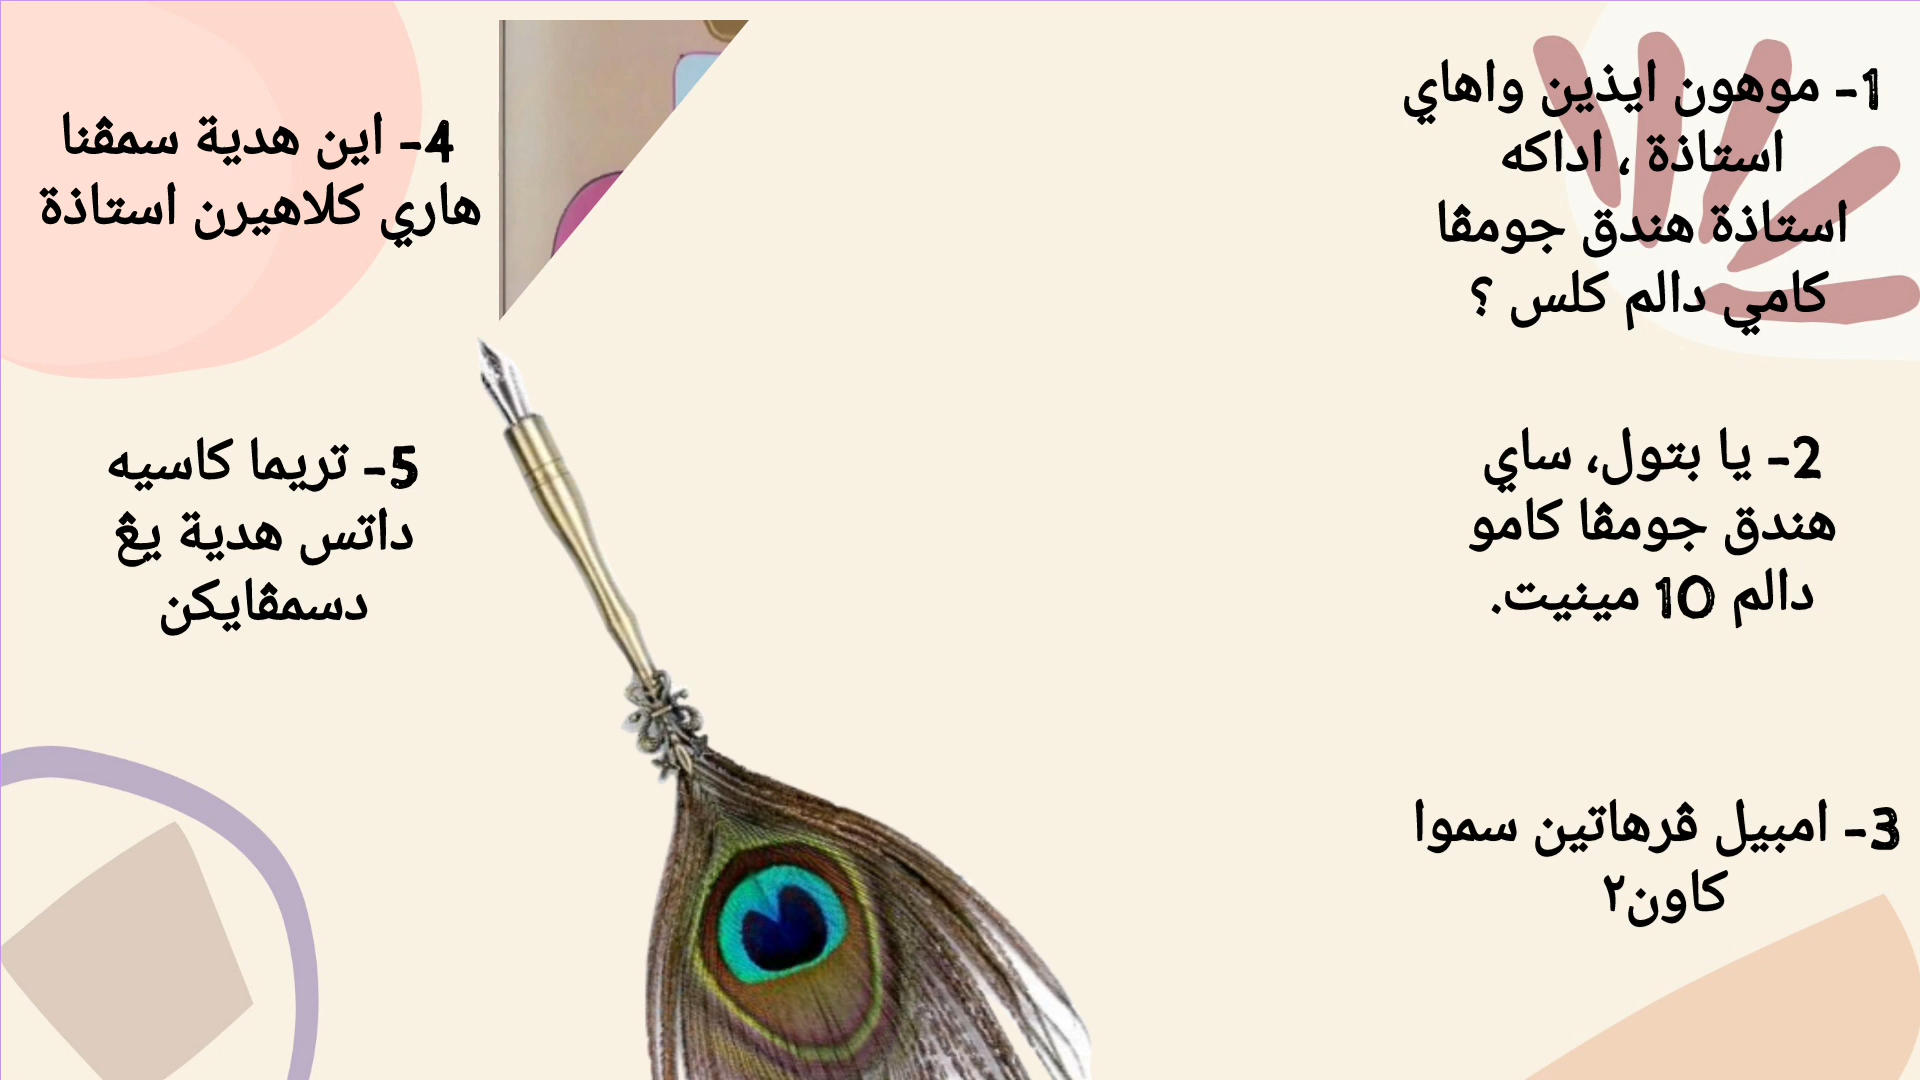 1- موهون ايذين واهاي
استاذة ، اداكه
استاذة هندق جومڤا
كامي دالم كلس ؟
2- يا بتول، ساي
هندق جومڤا كامو
دالم 10 مينيت.
3- امبيل ڤرهاتين سموا
كاون٢
4- اين هدية سمڤنا
هاري كلاهيرن استاذة
5- تريما كاسيه
داتس هدية يڠ
دسمڤايكن